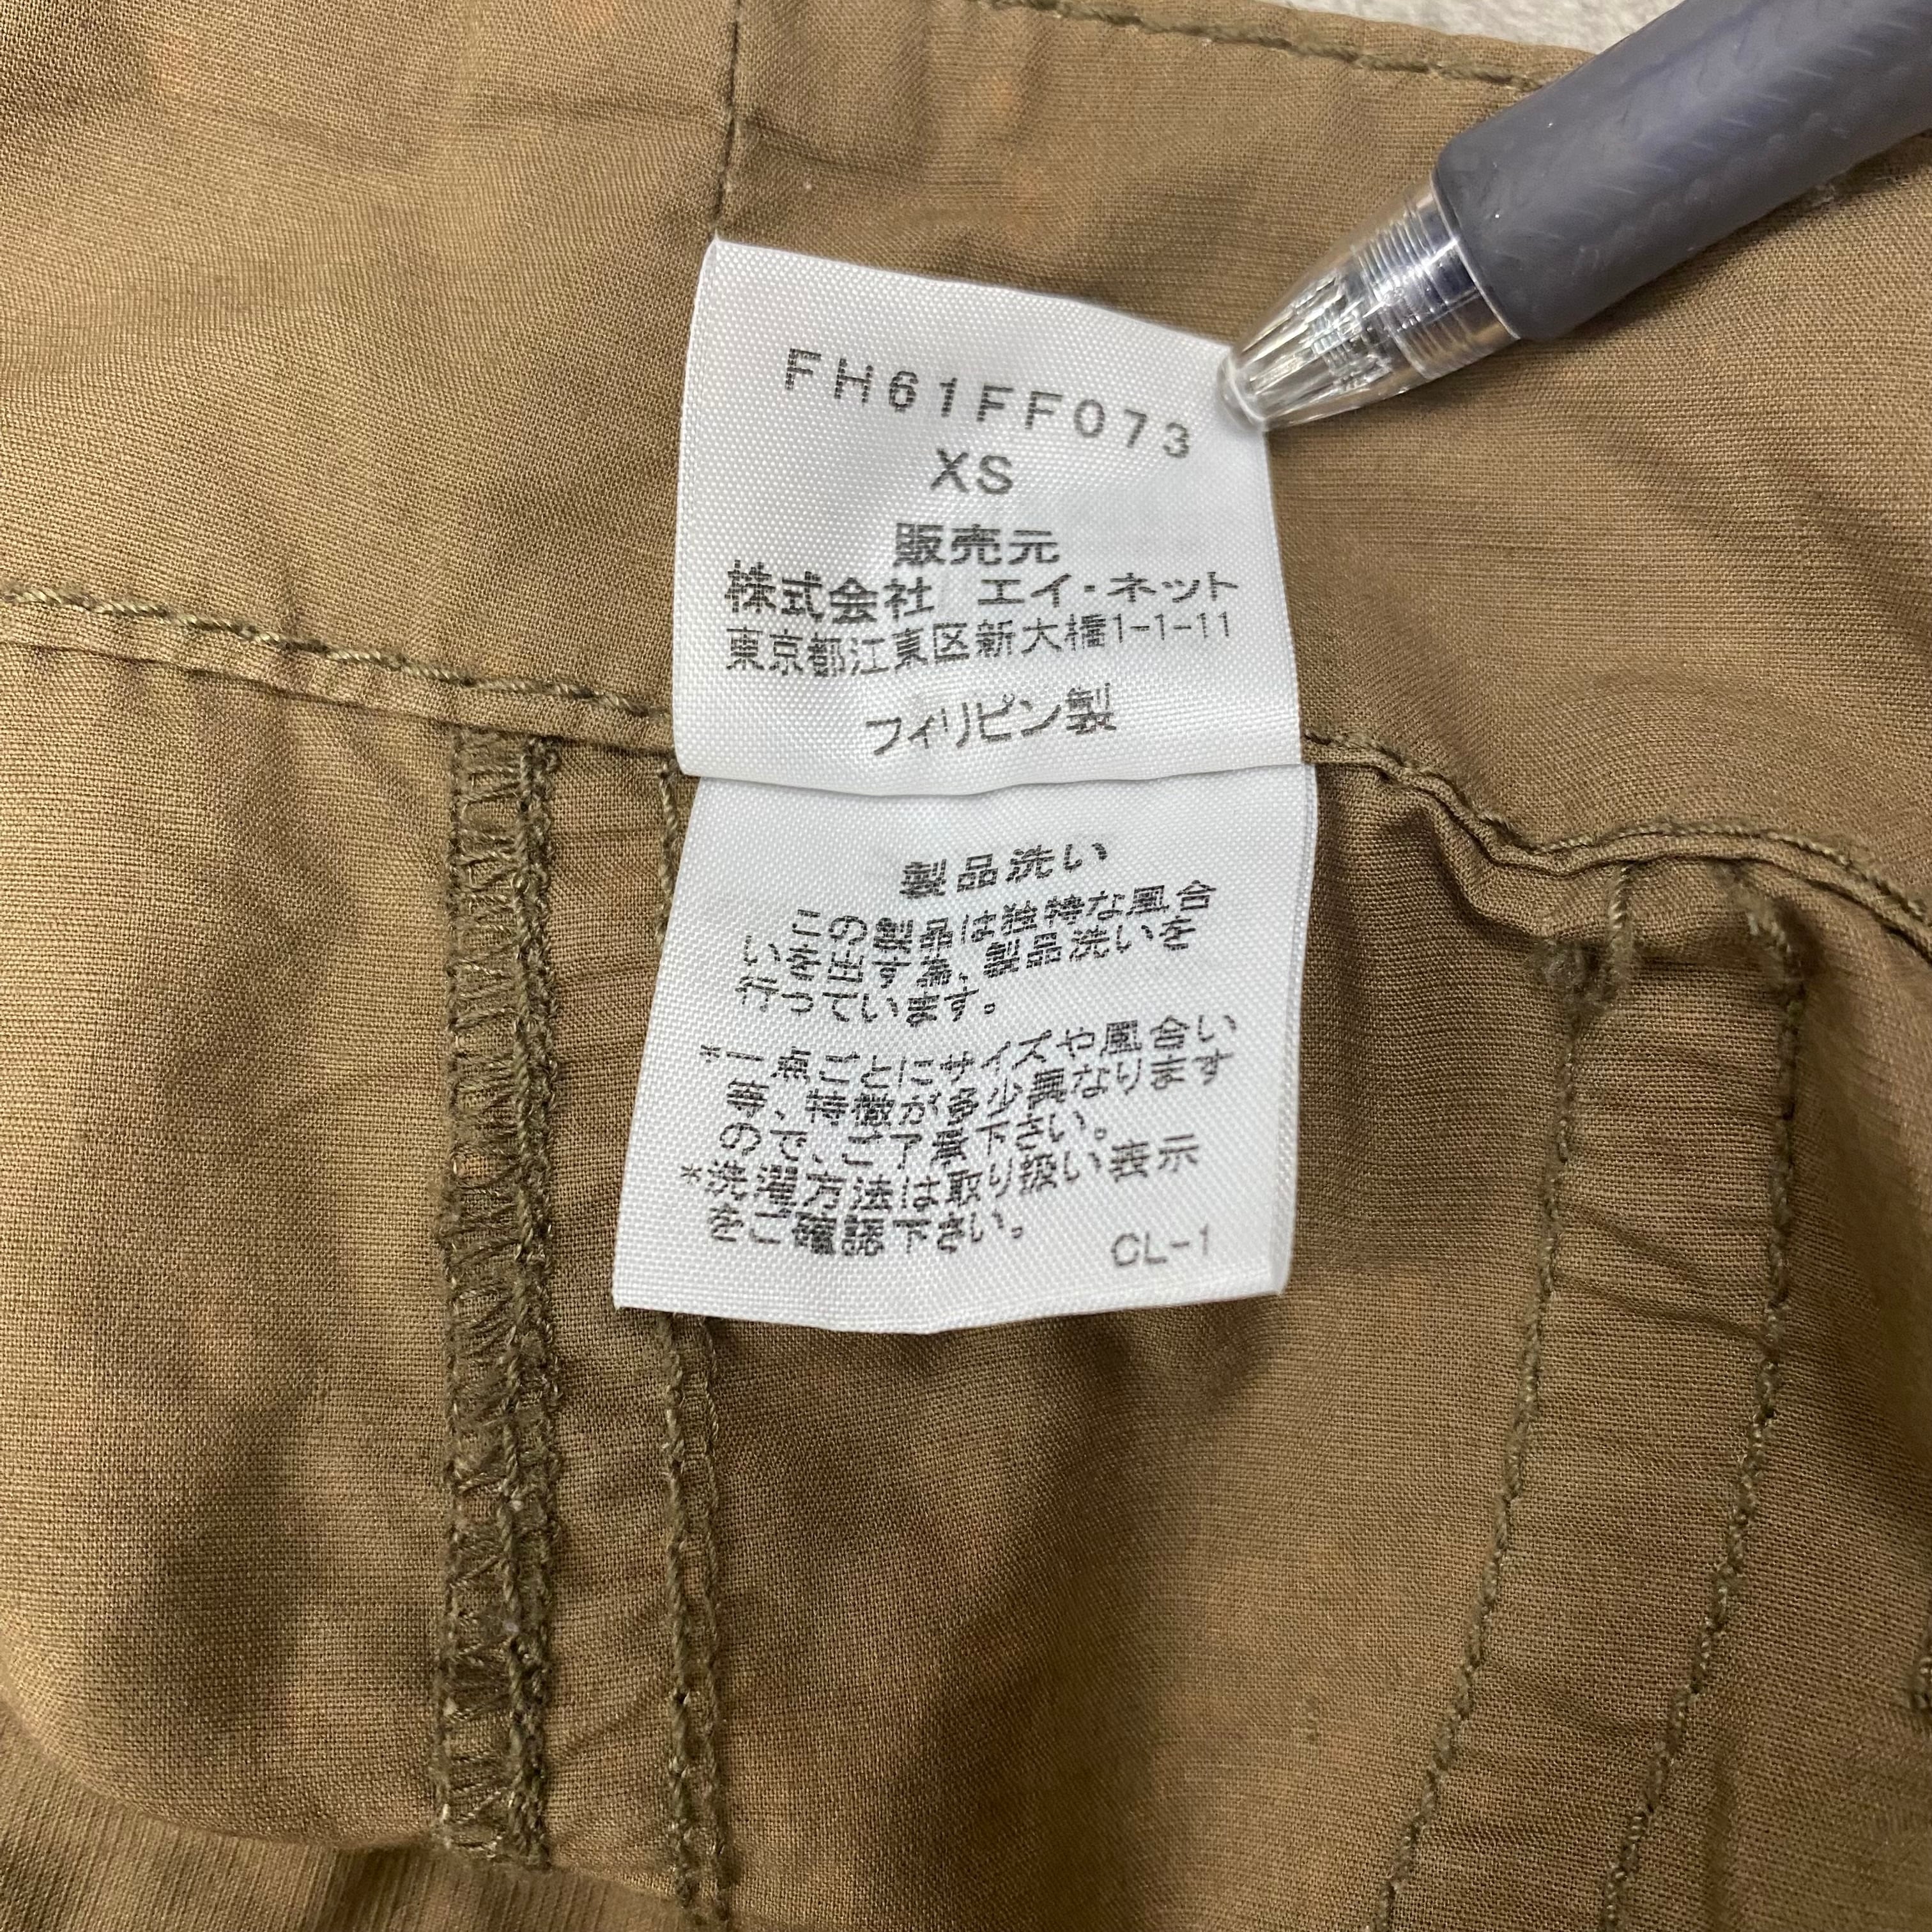 FH61FF073
XS
販売元
株式会社 エイ・ネット
東京都江東区新大橋1-1-11
フィリピン製
製品洗い
この製品は独特な風合
いを出す為、製品洗いを
行っています。
*一点ごとにサイズや風合い
等、特徴が多少異なります
ので、ご了承下さい。
*洗濯方法は取り扱い表示
をご確認下さい。
CL-1